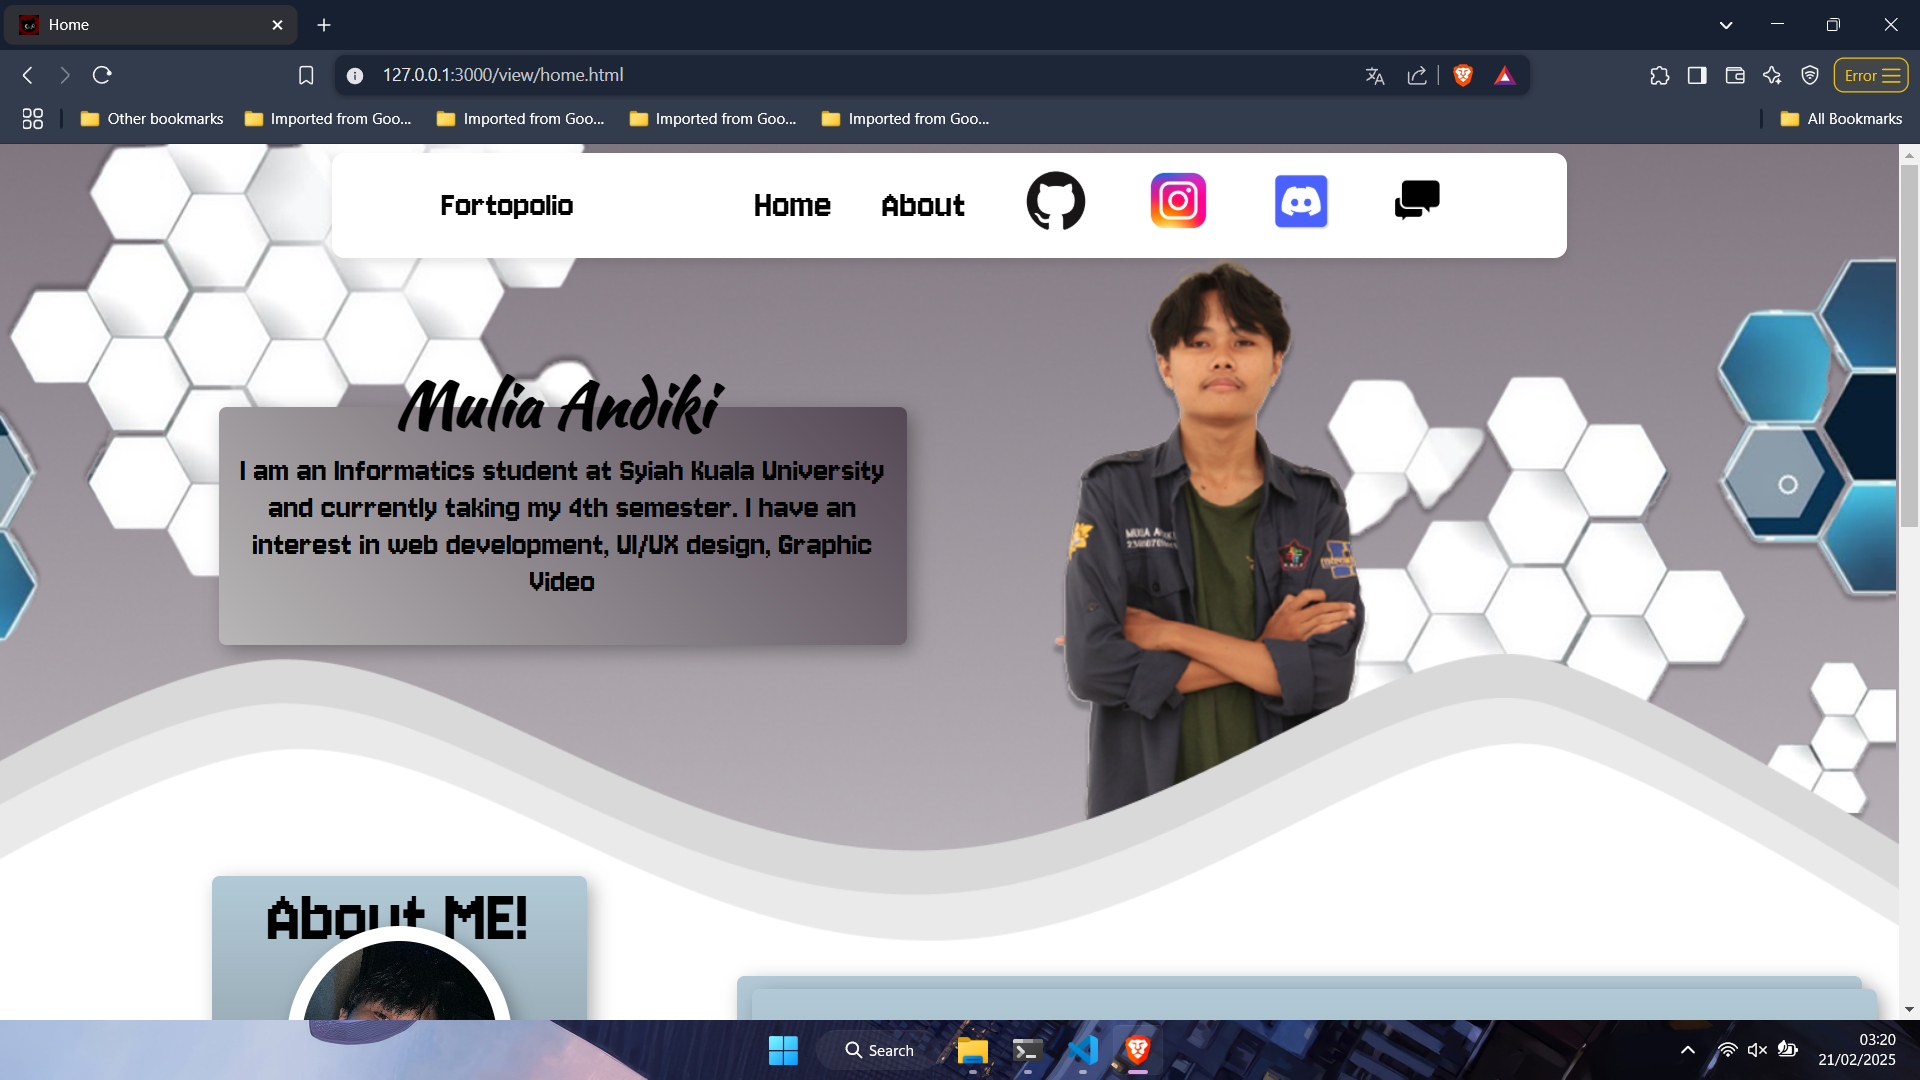 Home
127.0.0.1:3000/view/home.html
Error
Other bookmarks
Imported from Goo...
Imported from Goo...
Imported from Goo...
Imported from Goo...
All Bookmarks
Fortopolio
Home
About
Mulia Andiki
I am an Informatics student at Syiah Kuala University
and currently taking my 4th semester. I have an
interest in web development, UI/UX design, Graphic
Video
About ME!
Search
03:20
21/02/2025